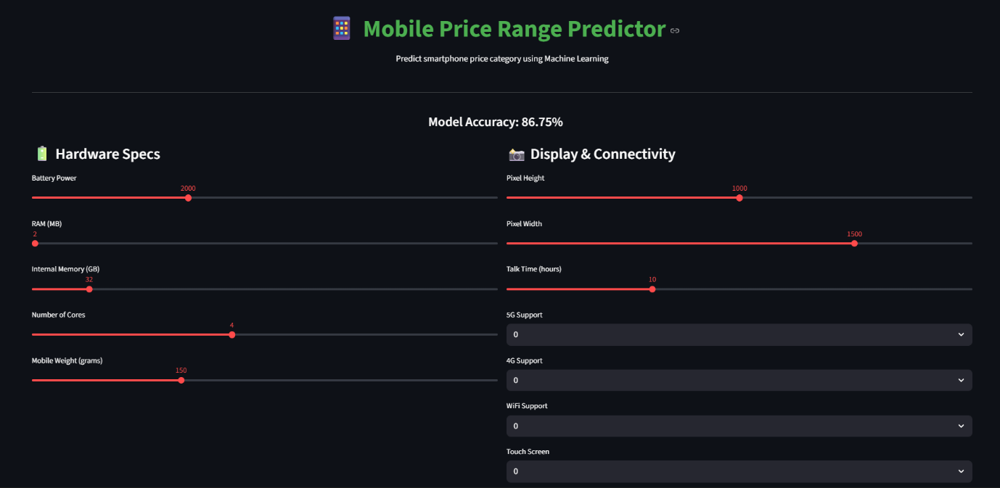 Mobile Price Range Predictor
Predict smartphone price category using Machine Learning
Model Accuracy: 86.75%
Hardware Specs
Battery Power
2000
RAM (MB)
2
Internal Memory (GB)
32
Number of Cores
4
Mobile Weight (grams)
150
Display & Connectivity
Pixel Height
1000
Pixel Width
1500
Talk Time (hours)
10
5G Support
0
4G Support
0
WiFi Support
0
Touch Screen
0